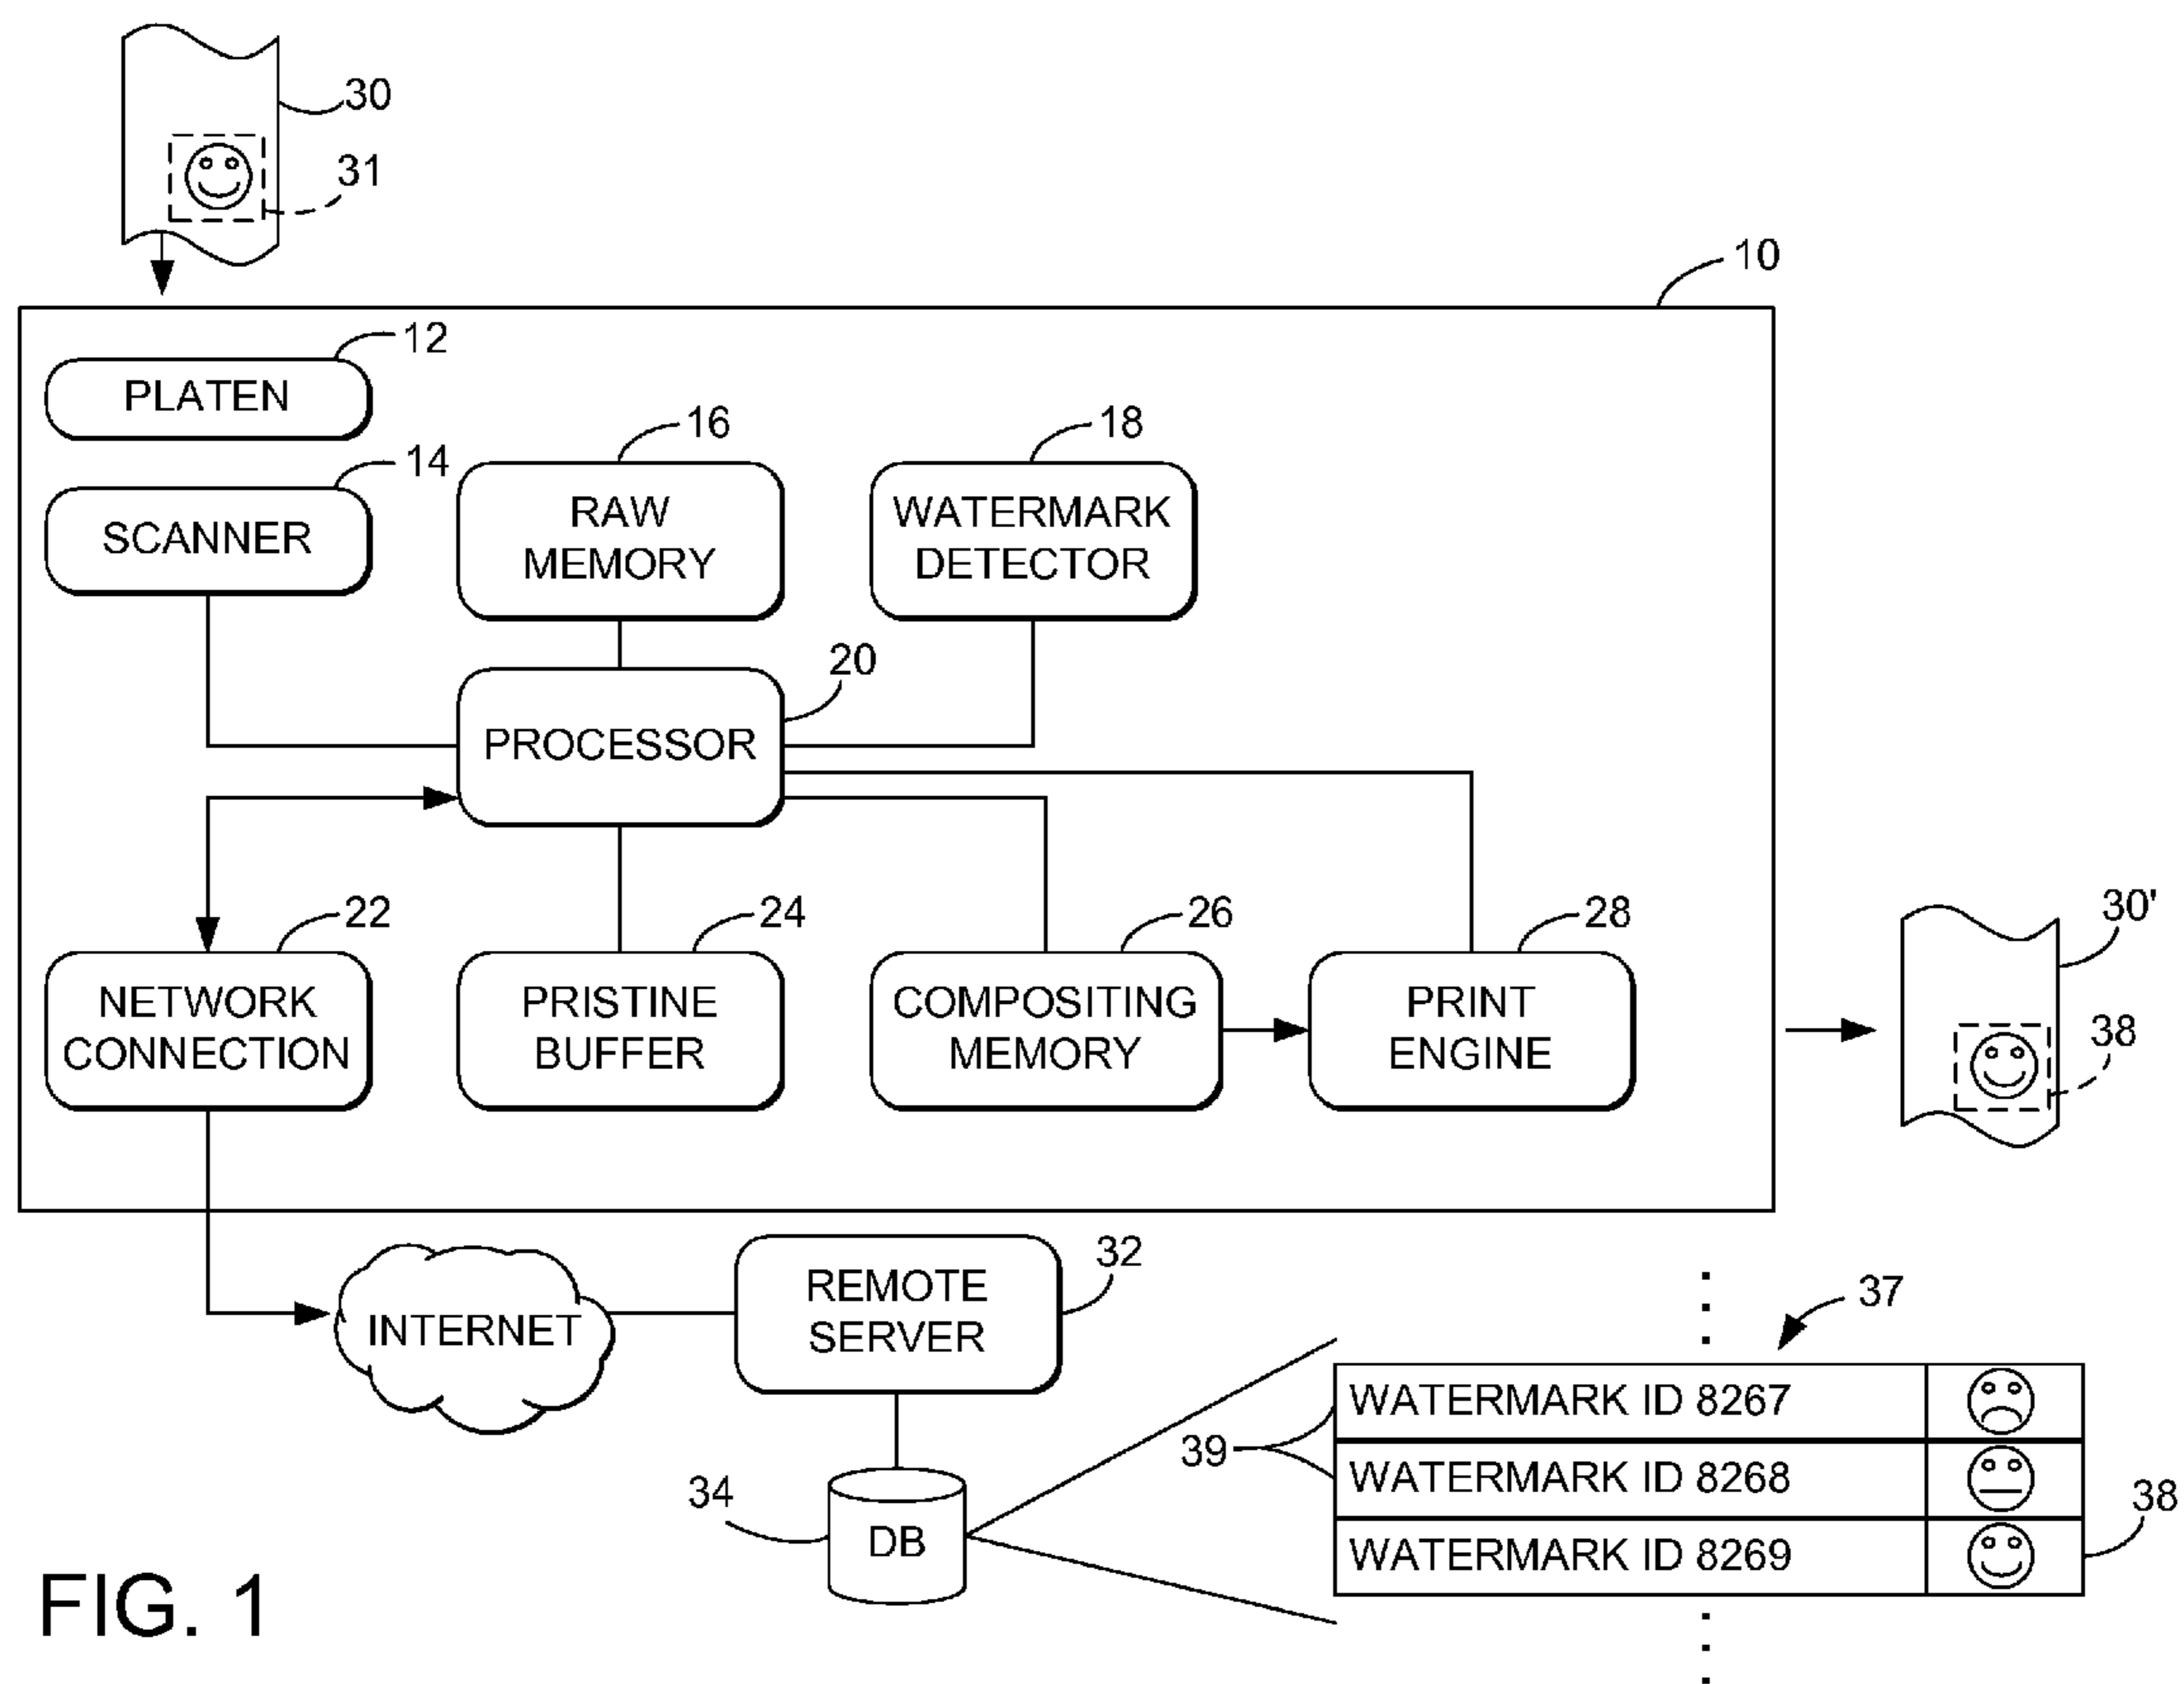 30
31
10
12
PLATEN
14
SCANNER
16
RAW
MEMORY
18
WATERMARK
DETECTOR
20
PROCESSOR
22
NETWORK
CONNECTION
24
PRISTINE
BUFFER
26
COMPOSITING
MEMORY
28
PRINT
ENGINE
30'
38
INTERNET
32
REMOTE
SERVER
34
DB
37
39
WATERMARK ID 8267
WATERMARK ID 8268
WATERMARK ID 8269
38
FIG. 1